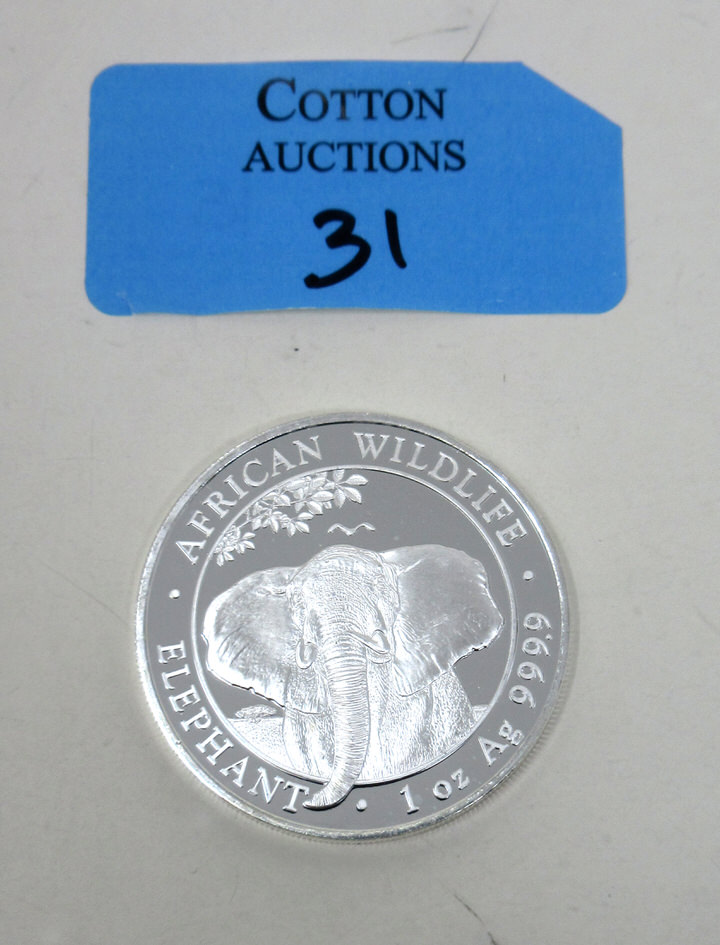 COTTON
AUCTIONS
31
AFRICAN WILDLIFE
ELEPHANT
1 oz Ag 999.9